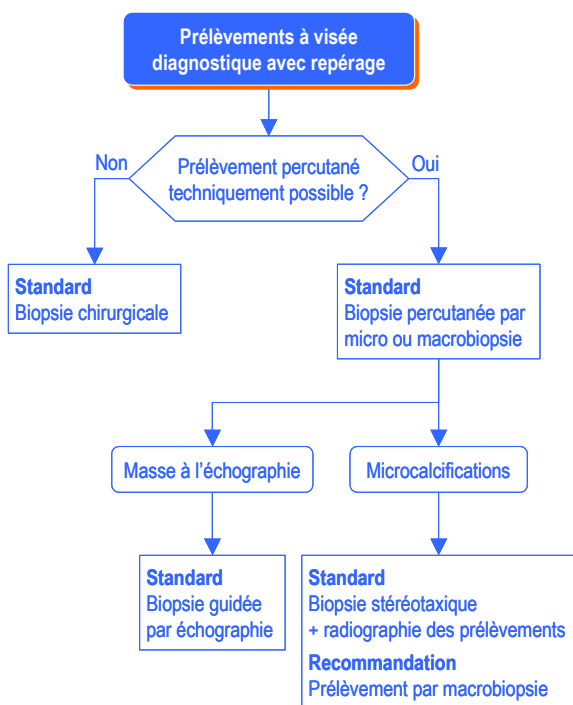 Prélèvements à visée
diagnostique avec repérage
Non
Prélèvement percutané
techniquement possible ?
Oui
Standard
Biopsie chirurgicale
Standard
Biopsie percutanée par
micro ou macrobiopsie
Masse à l'échographie
Microcalcifications
Standard
Biopsie guidée
par échographie
Standard
Biopsie stéréotaxique
+ radiographie des prélèvements
Recommandation
Prélèvement par macrobiopsie